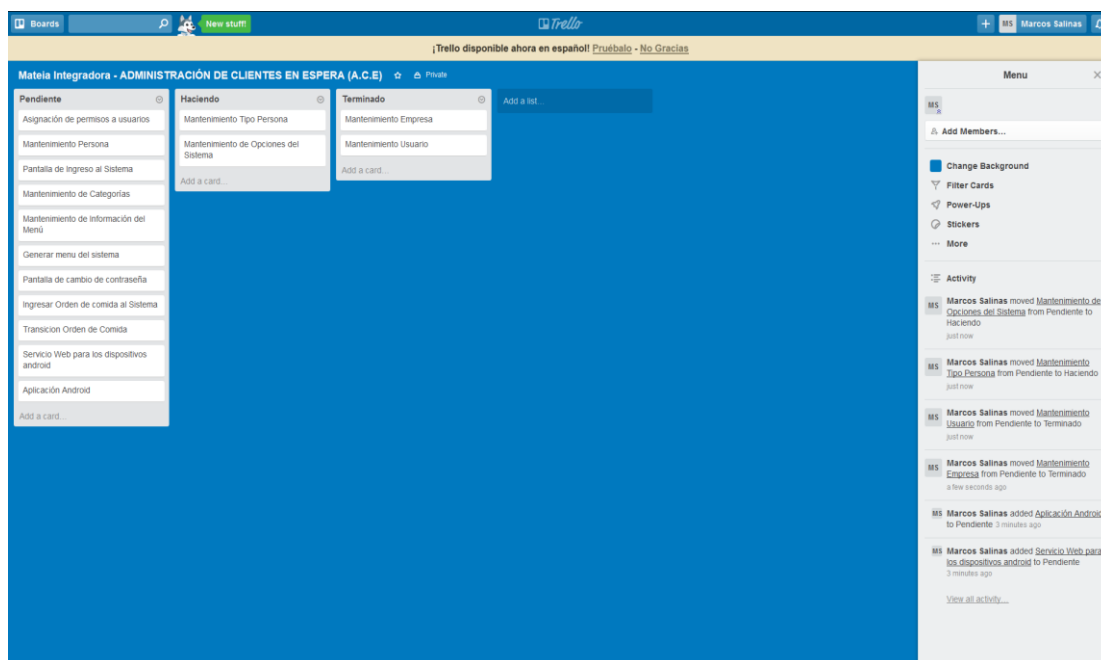 Boards
New stuff!
Trello
+ MS Marcos Salinas
¡Trello disponible ahora en español! Pruébalo - No Gracias
Mateia Integradora - ADMINISTRACIÓN DE CLIENTES EN ESPERA (A.C.E) Private
Pendiente
Asignación de permisos a usuarios
Mantenimiento Persona
Pantalla de Ingreso al Sistema
Mantenimiento de Categorías
Mantenimiento de Información del
Menú
Generar menu del sistema
Pantalla de cambio de contraseña
Ingresar Orden de comida al Sistema
Transicion Orden de Comida
Servicio Web para los dispositivos
android
Aplicación Android
Add a card...
Haciendo
Mantenimiento Tipo Persona
Mantenimiento de Opciones del
Sistema
Add a card...
Terminado
Mantenimiento Empresa
Mantenimiento Usuario
Add a card...
Add a list...
Menu
MS
Add Members...
Change Background
Filter Cards
Power-Ups
Stickers
More
Activity
MS Marcos Salinas moved Mantenimiento de
Opciones del Sistema from Pendiente to
Haciendo
just now
MS Marcos Salinas moved Mantenimiento
Tipo Persona from Pendiente to Haciendo
just now
MS Marcos Salinas moved Mantenimiento
Usuario from Pendiente to Terminado
just now
MS Marcos Salinas moved Mantenimiento
Empresa from Pendiente to Terminado
a few seconds ago
MS Marcos Salinas added Aplicación Android
to Pendiente 3 minutes ago
MS Marcos Salinas added Servicio Web para
los dispositivos android to Pendiente
3 minutes ago
View all activity...